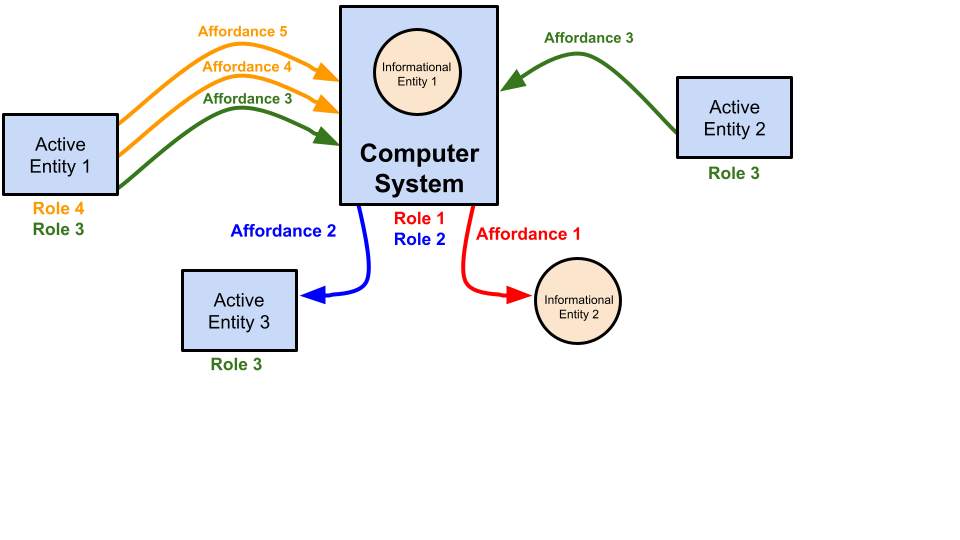 Affordance 5
Affordance 4
Affordance 3
Active
Entity 1
Role 4
Role 3
Informational
Entity 1
Computer
System
Role 1
Role 2
Affordance 3
Active
Entity 2
Role 3
Affordance 2
Affordance 1
Active
Entity 3
Role 3
Informational
Entity 2